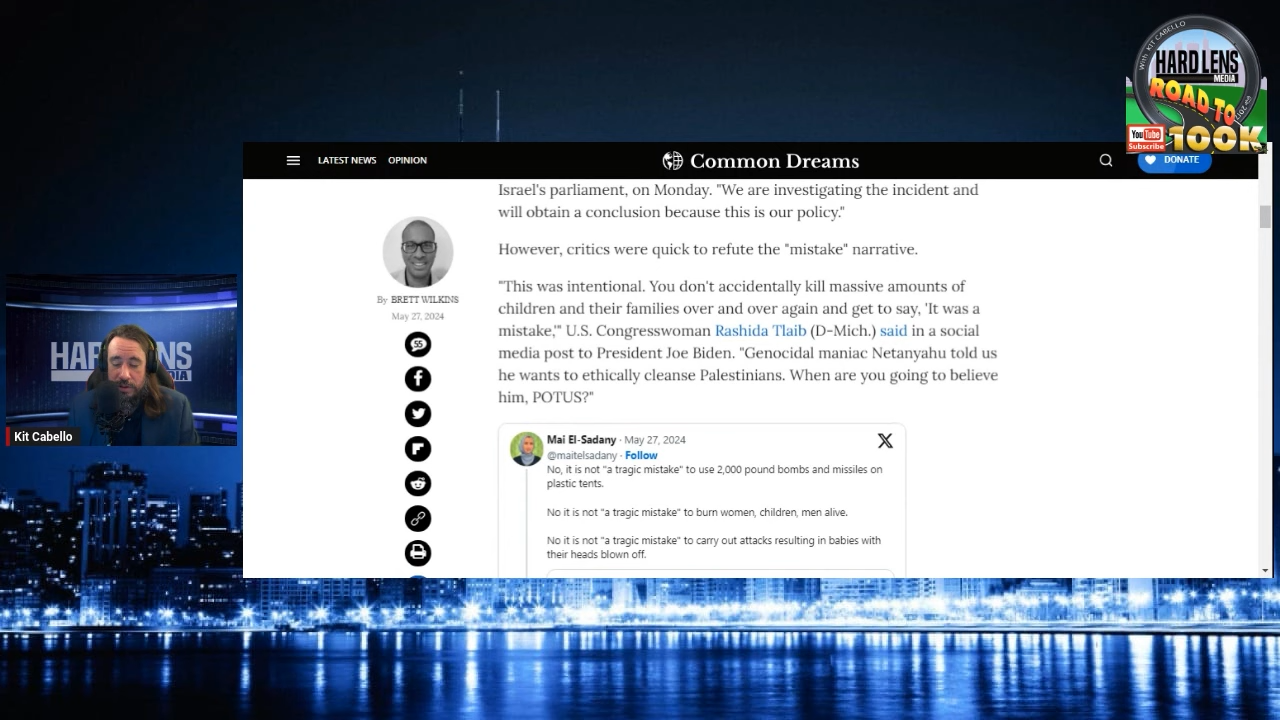 With KIT CABELLO
HARD LENS
MEDIA
ROAD TO
100K
YouTube
Subscribe
LATEST NEWS OPINION
Common Dreams
DONATE
Israel's parliament, on Monday. "We are investigating the incident and
will obtain a conclusion because this is our policy."
However, critics were quick to refute the "mistake" narrative.
"This was intentional. You don't accidentally kill massive amounts of
children and their families over and over again and get to say, 'It was a
mistake,'" U.S. Congresswoman Rashida Tlaib (D-Mich.) said in a social
media post to President Joe Biden. "Genocidal maniac Netanyahu told us
he wants to ethically cleanse Palestinians. When are you going to believe
him, POTUS?"
By BRETT WILKINS
May 27, 2024
55
Mai El-Sadany · May 27, 2024
@maitelsadany · Follow
No, it is not "a tragic mistake" to use 2,000 pound bombs and missiles on
plastic tents.
No it is not "a tragic mistake" to burn women, children, men alive.
No it is not "a tragic mistake" to carry out attacks resulting in babies with
their heads blown off.
Kit Cabello